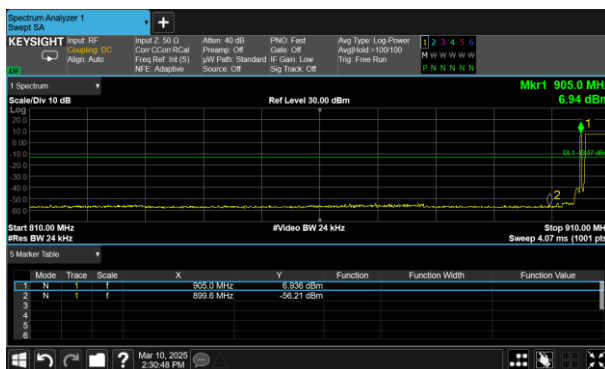 Spectrum Analyzer 1
Swept SA
+
KEYSIGHT Input: RF Input Z: 50 Ω Atten: 40 dB PNO: Fast Avg Type: Log-Power 1 2 3 4 5 6
Coupling: DC Corr CCorr RCal Preamp: Off Gate: Off Avg|Hold:>100/100 M W W W W W
Align: Auto Freq Ref: Int (S) µW Path: Standard IF Gain: Low Trig: Free Run
NFE: Adaptive Source: Off Sig Track: Off P N N N N N
1 Spectrum Mkr1 905.0 MHz
Scale/Div 10 dB Ref Level 30.00 dBm 6.94 dBm
Log
20.0
10.0
0.00
-10.0
-20.0
-30.0
-40.0
-50.0
-60.0
1
2
Start 810.00 MHz #Video BW 24 kHz Stop 910.00 MHz
#Res BW 24 kHz Sweep 4.07 ms (1001 pts
5 Marker Table
Mode Trace Scale X Y Function Function Width Function Value
1 N 1 f 905.0 MHz 6.936 dBm
2 N 1 f 899.6 MHz -56.21 dBm
3
4
5
6
? Mar 10, 2025
2:30:48 PM